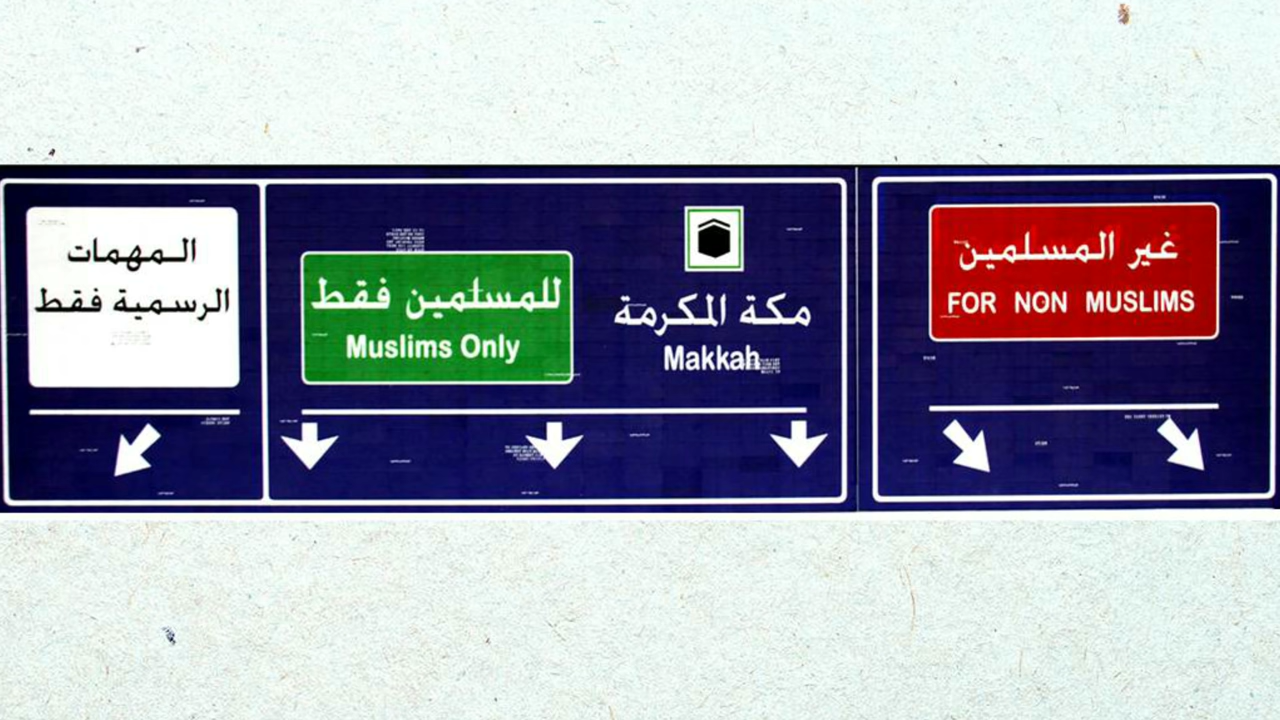 المهمات
الرسمية فقط
للمسلمين فقط
Muslims Only
مكة المكرمة
Makkah
غير المسلمين
FOR NON MUSLIMS